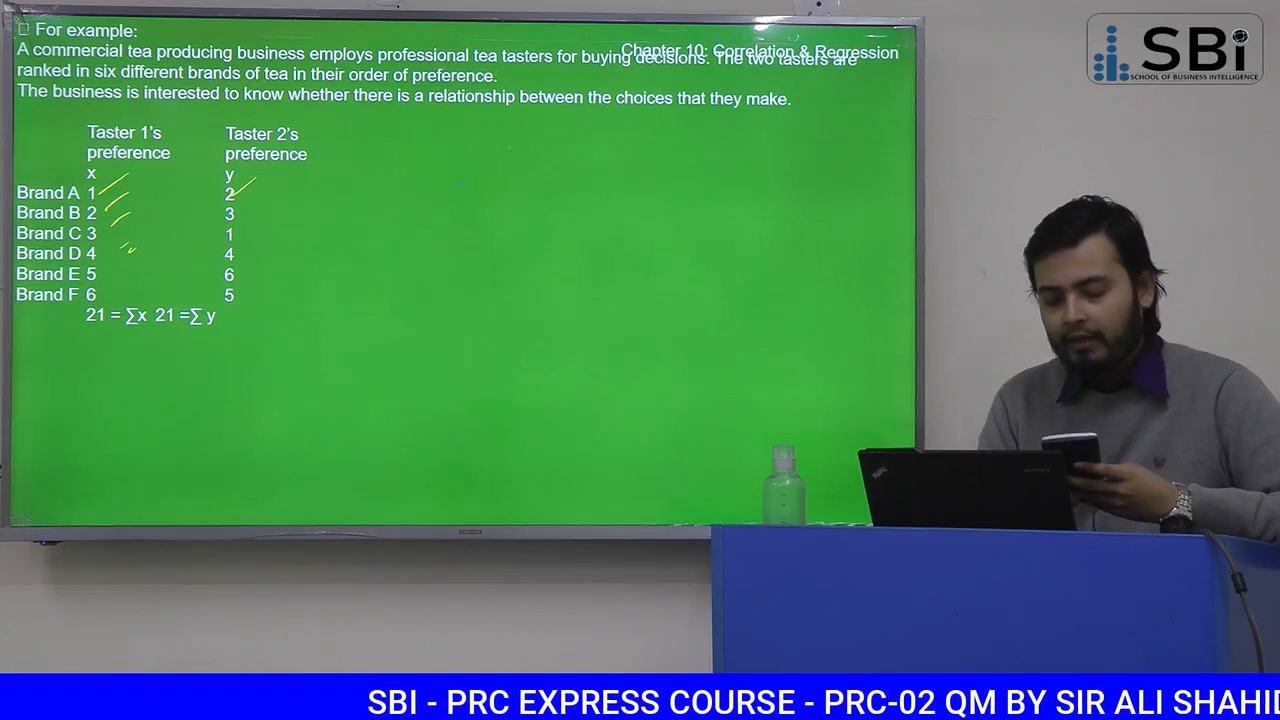 For example:
Chapter 10: Correlation & Regression
A commercial tea producing business employs professional tea tasters for buying decisions. The two tasters are
ranked in six different brands of tea in their order of preference.
The business is interested to know whether there is a relationship between the choices that they make.
Taster 1's Taster 2's
preference preference
x y
Brand A 1 2
Brand B 2 3
Brand C 3 1
Brand D 4 4
Brand E 5 6
Brand F 6 5
21 = ∑x 21 =∑ y
SBi
SCHOOL OF BUSINESS INTELLIGENCE
SBI - PRC EXPRESS COURSE - PRC-02 QM BY SIR ALI SHAHI